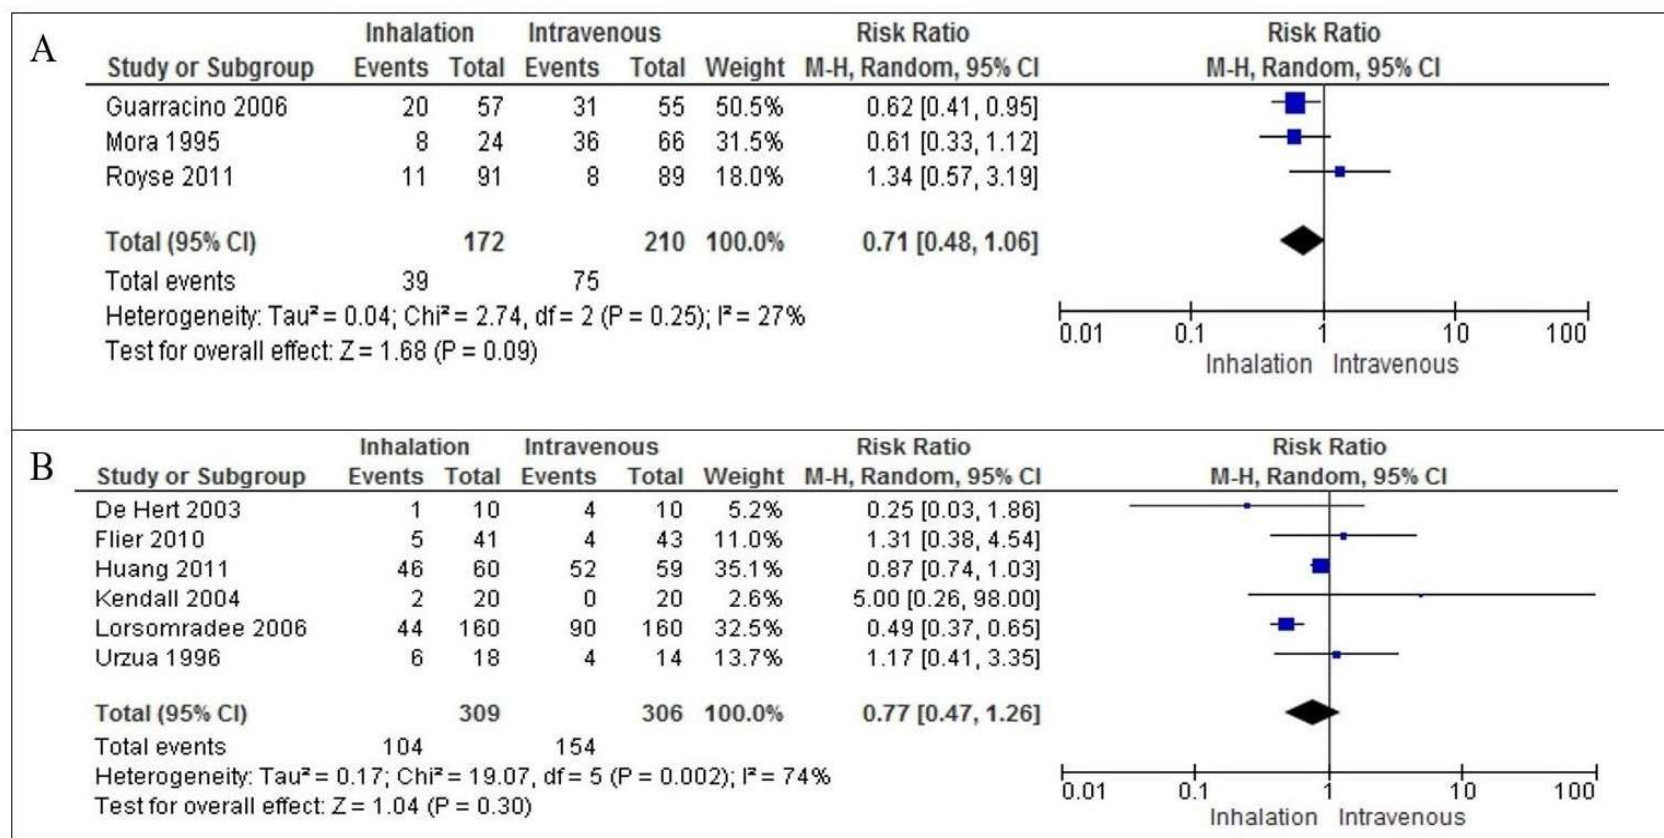 A
Inhalation Intravenous Risk Ratio Risk Ratio
Study or Subgroup Events Total Events Total Weight M-H, Random, 95% CI M-H, Random, 95% CI
Guarracino 2006 20 57 31 55 50.5% 0.62 [0.41, 0.95]
Mora 1995 8 24 36 66 31.5% 0.61 [0.33, 1.12]
Royse 2011 11 91 8 89 18.0% 1.34 [0.57, 3.19]
Total (95% CI) 172 210 100.0% 0.71 [0.48, 1.06]
Total events 39 75
Heterogeneity: Tau² = 0.04; Chi² = 2.74, df = 2 (P = 0.25); I² = 27%
Test for overall effect: Z = 1.68 (P = 0.09)
0.01 0.1 1 10 100
Inhalation Intravenous
B
Inhalation Intravenous Risk Ratio Risk Ratio
Study or Subgroup Events Total Events Total Weight M-H, Random, 95% CI M-H, Random, 95% CI
De Hert 2003 1 10 4 10 5.2% 0.25 [0.03, 1.86]
Flier 2010 5 41 4 43 11.0% 1.31 [0.38, 4.54]
Huang 2011 46 60 52 59 35.1% 0.87 [0.74, 1.03]
Kendall 2004 2 20 0 20 2.6% 5.00 [0.26, 98.00]
Lorsomradee 2006 44 160 90 160 32.5% 0.49 [0.37, 0.65]
Urzua 1996 6 18 4 14 13.7% 1.17 [0.41, 3.35]
Total (95% CI) 309 306 100.0% 0.77 [0.47, 1.26]
Total events 104 154
Heterogeneity: Tau² = 0.17; Chi² = 19.07, df = 5 (P = 0.002); I² = 74%
Test for overall effect: Z = 1.04 (P = 0.30)
0.01 0.1 1 10 100
Inhalation Intravenous